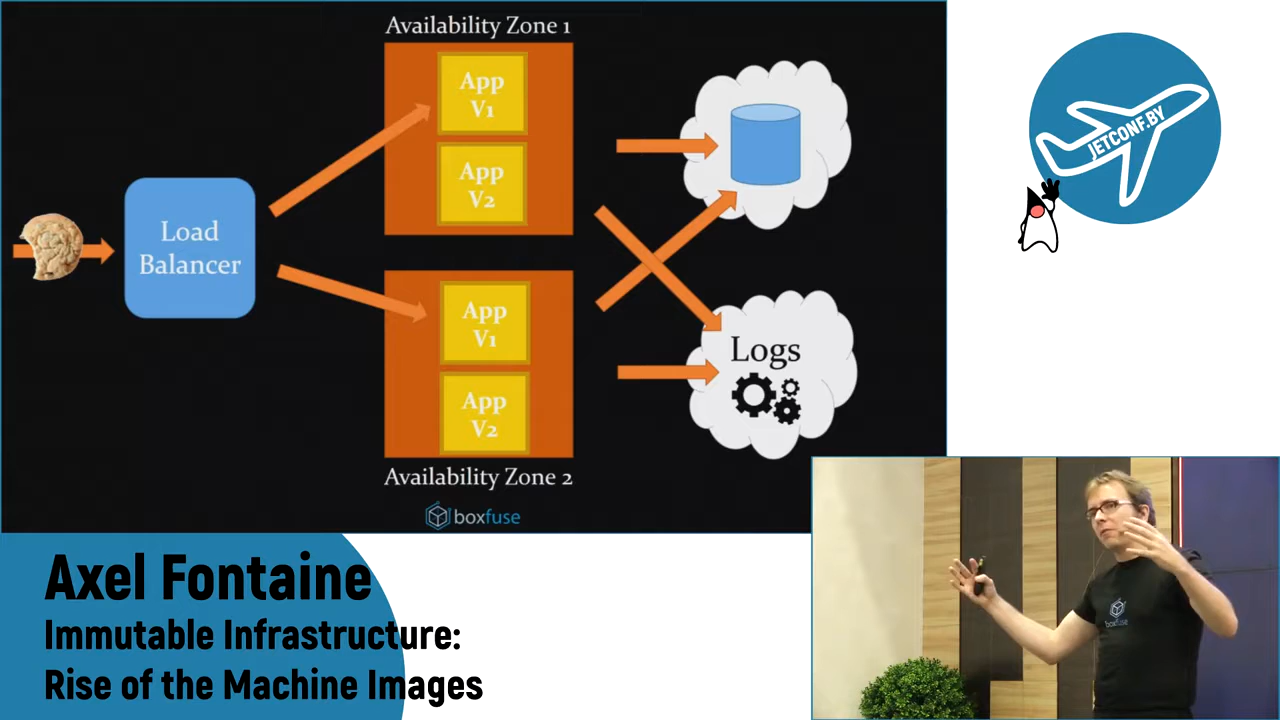 Availability Zone 1
App
V1
App
V2
Load
Balancer
App
V1
App
V2
Availability Zone 2
Logs
boxfuse
JETCONF.BY
boxfuse
Axel Fontaine
Immutable Infrastructure:
Rise of the Machine Images